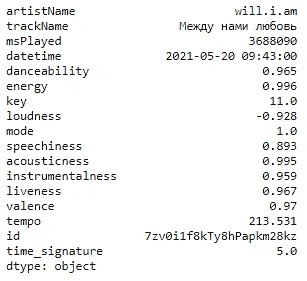 artistName will.i.am
trackName Между нами любовь
msPlayed 3688090
datetime 2021-05-20 09:43:00
danceability 0.965
energy 0.996
key 11.0
loudness -0.928
mode 1.0
speechiness 0.893
acousticness 0.995
instrumentalness 0.959
liveness 0.967
valence 0.97
tempo 213.531
id 7zv0i1f8kTy8hPapkm28kz
time_signature 5.0
dtype: object